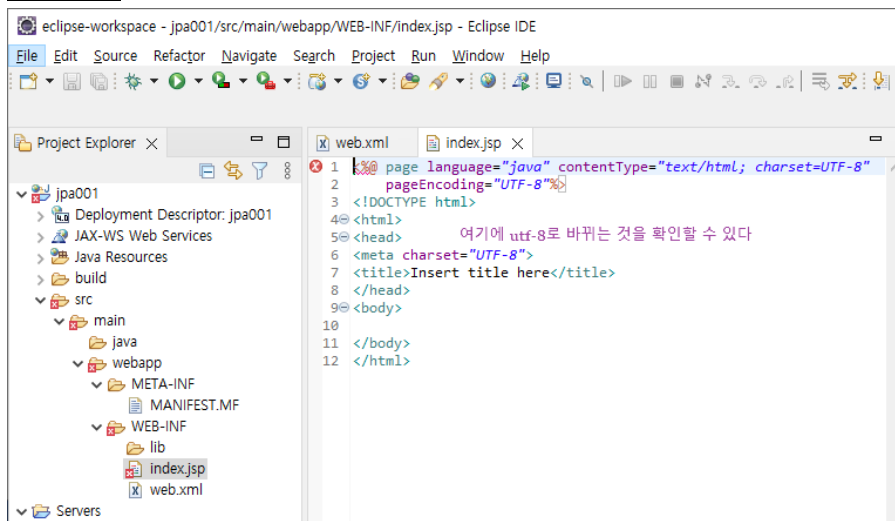 eclipse-workspace - jpa001/src/main/webapp/WEB-INF/index.jsp - Eclipse IDE
File Edit Source Refactor Navigate Search Project Run Window Help
Project Explorer
jpa001
Deployment Descriptor: jpa001
JAX-WS Web Services
Java Resources
build
src
main
java
webapp
META-INF
MANIFEST.MF
WEB-INF
lib
index.jsp
web.xml
Servers
web.xml index.jsp
1 <%@ page language="java" contentType="text/html; charset=UTF-8"
2 pageEncoding="UTF-8"%>
3 <!DOCTYPE html>
4 <html>
5 <head> 여기에 utf-8로 바뀌는 것을 확인할 수 있다
6 <meta charset="UTF-8">
7 <title>Insert title here</title>
8 </head>
9 <body>
10
11 </body>
12 </html>